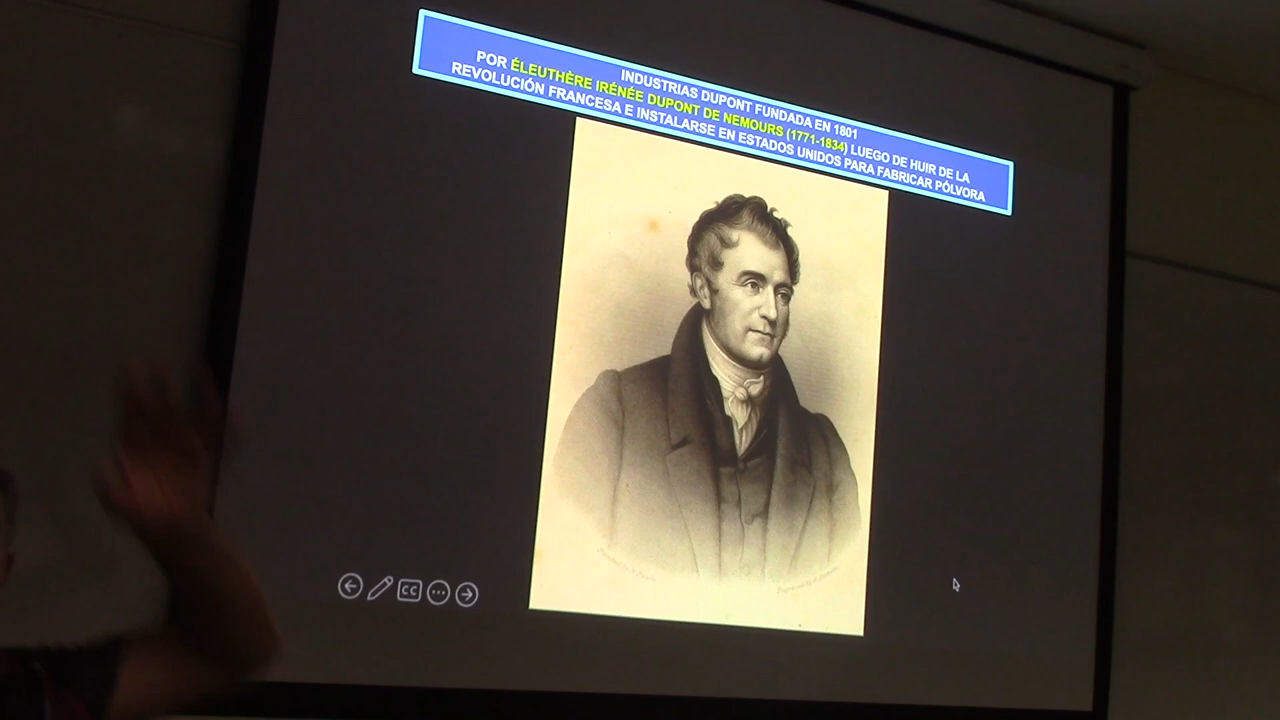 INDUSTRIAS DUPONT FUNDADA EN 1801
POR ÉLEUTHÈRE IRÉNÉE DUPONT DE NEMOURS (1771-1834) LUEGO DE HUIR DE LA
REVOLUCIÓN FRANCESA E INSTALARSE EN ESTADOS UNIDOS PARA FABRICAR PÓLVORA
CC